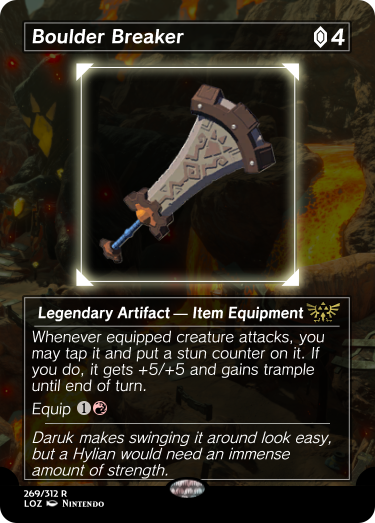 Boulder Breaker 4
Legendary Artifact — Item Equipment
Whenever equipped creature attacks, you
may tap it and put a stun counter on it. If
you do, it gets +5/+5 and gains trample
until end of turn.
Equip 1
Daruk makes swinging it around look easy,
but a Hylian would need an immense
amount of strength.
269/312 R
LOZ Nintendo